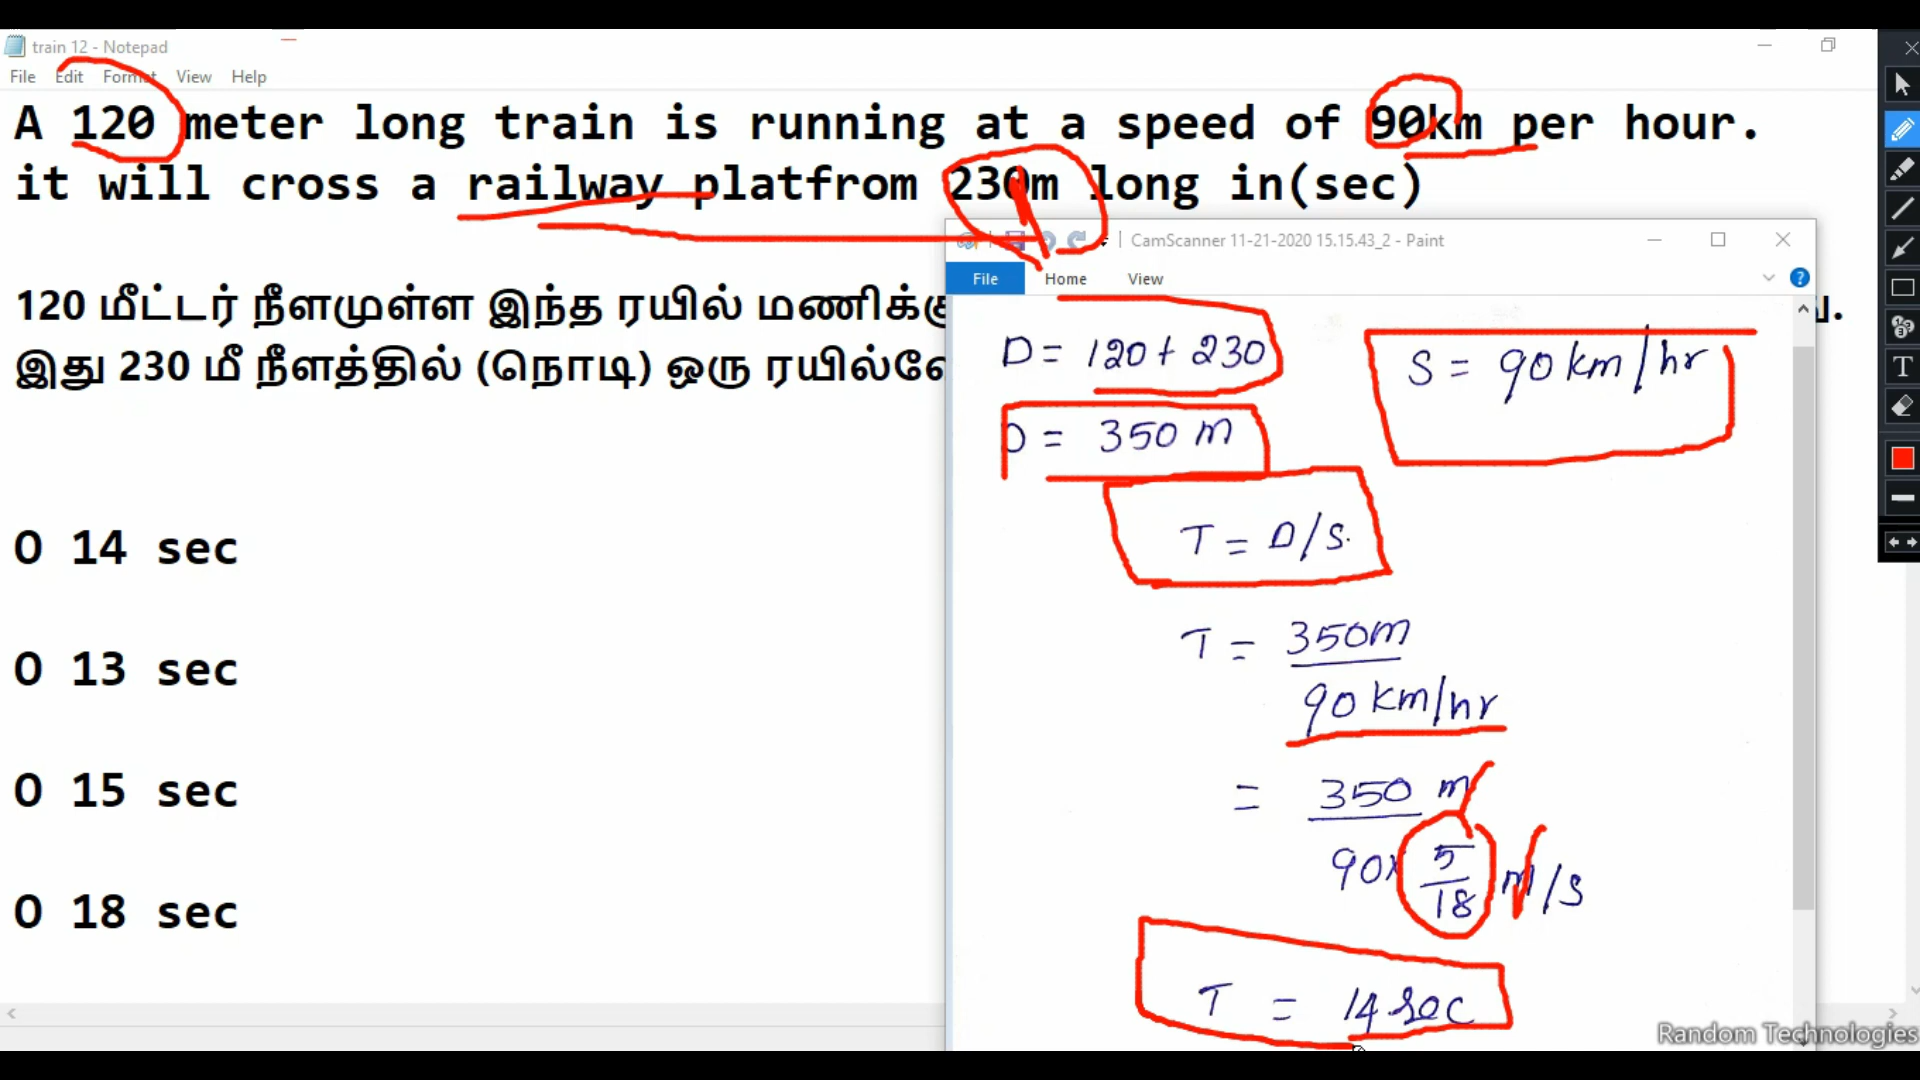 train 12 - Notepad
File Edit Format View Help
A 120 meter long train is running at a speed of 90km per hour.
it will cross a railway platfrom 230m long in(sec)
120 மீட்டர் நீளமுள்ள இந்த ரயில் மணிக்கு
இது 230 மீ நீளத்தில் (நொடி) ஒரு
O 14 sec
O 13 sec
O 15 sec
O 18 sec
CamScanner 11-21-2020 15.15.43_2 - Paint
File Home View
D = 120 + 230
S = 90 km/hr
D = 350 m
T = D/S.
T = 350m
90 km/hr
= 350 m
90x 5/18 m/s
T = 14 sec
Random Technologies